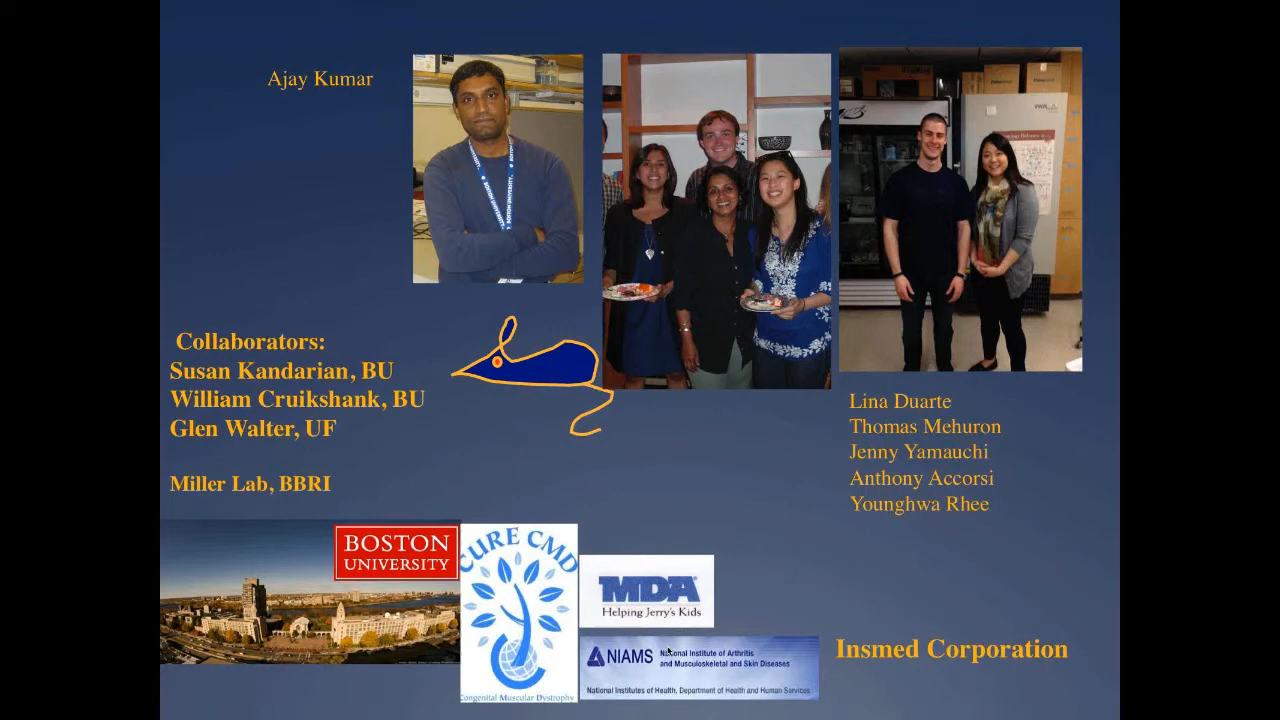 Ajay Kumar
BOSTON UNIVERSITY
Collaborators:
Susan Kandarian, BU
William Cruikshank, BU
Glen Walter, UF
Miller Lab, BBRI
Lina Duarte
Thomas Mehuron
Jenny Yamauchi
Anthony Accorsi
Younghwa Rhee
BOSTON
UNIVERSITY
CURE CMD
Congenital Muscular Dystrophy
MDA
Helping Jerry's Kids
NIAMS
National Institute of Arthritis
and Musculoskeletal and Skin Diseases
National Institutes of Health, Department of Health and Human Services
Insmed Corporation